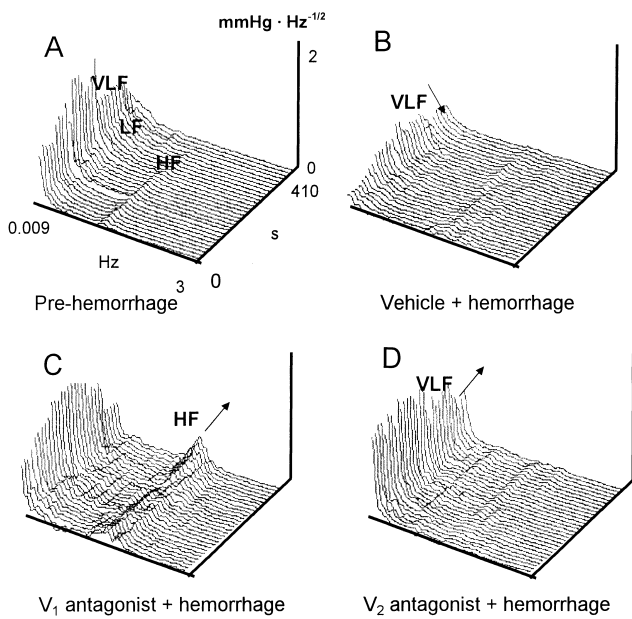 mmHg · Hz⁻¹/²
A
2
VLF
LF
HF
0
410
0.009
s
Hz
3
0
Pre-hemorrhage
B
VLF
Vehicle + hemorrhage
C
HF
V₁ antagonist + hemorrhage
D
VLF
V₂ antagonist + hemorrhage